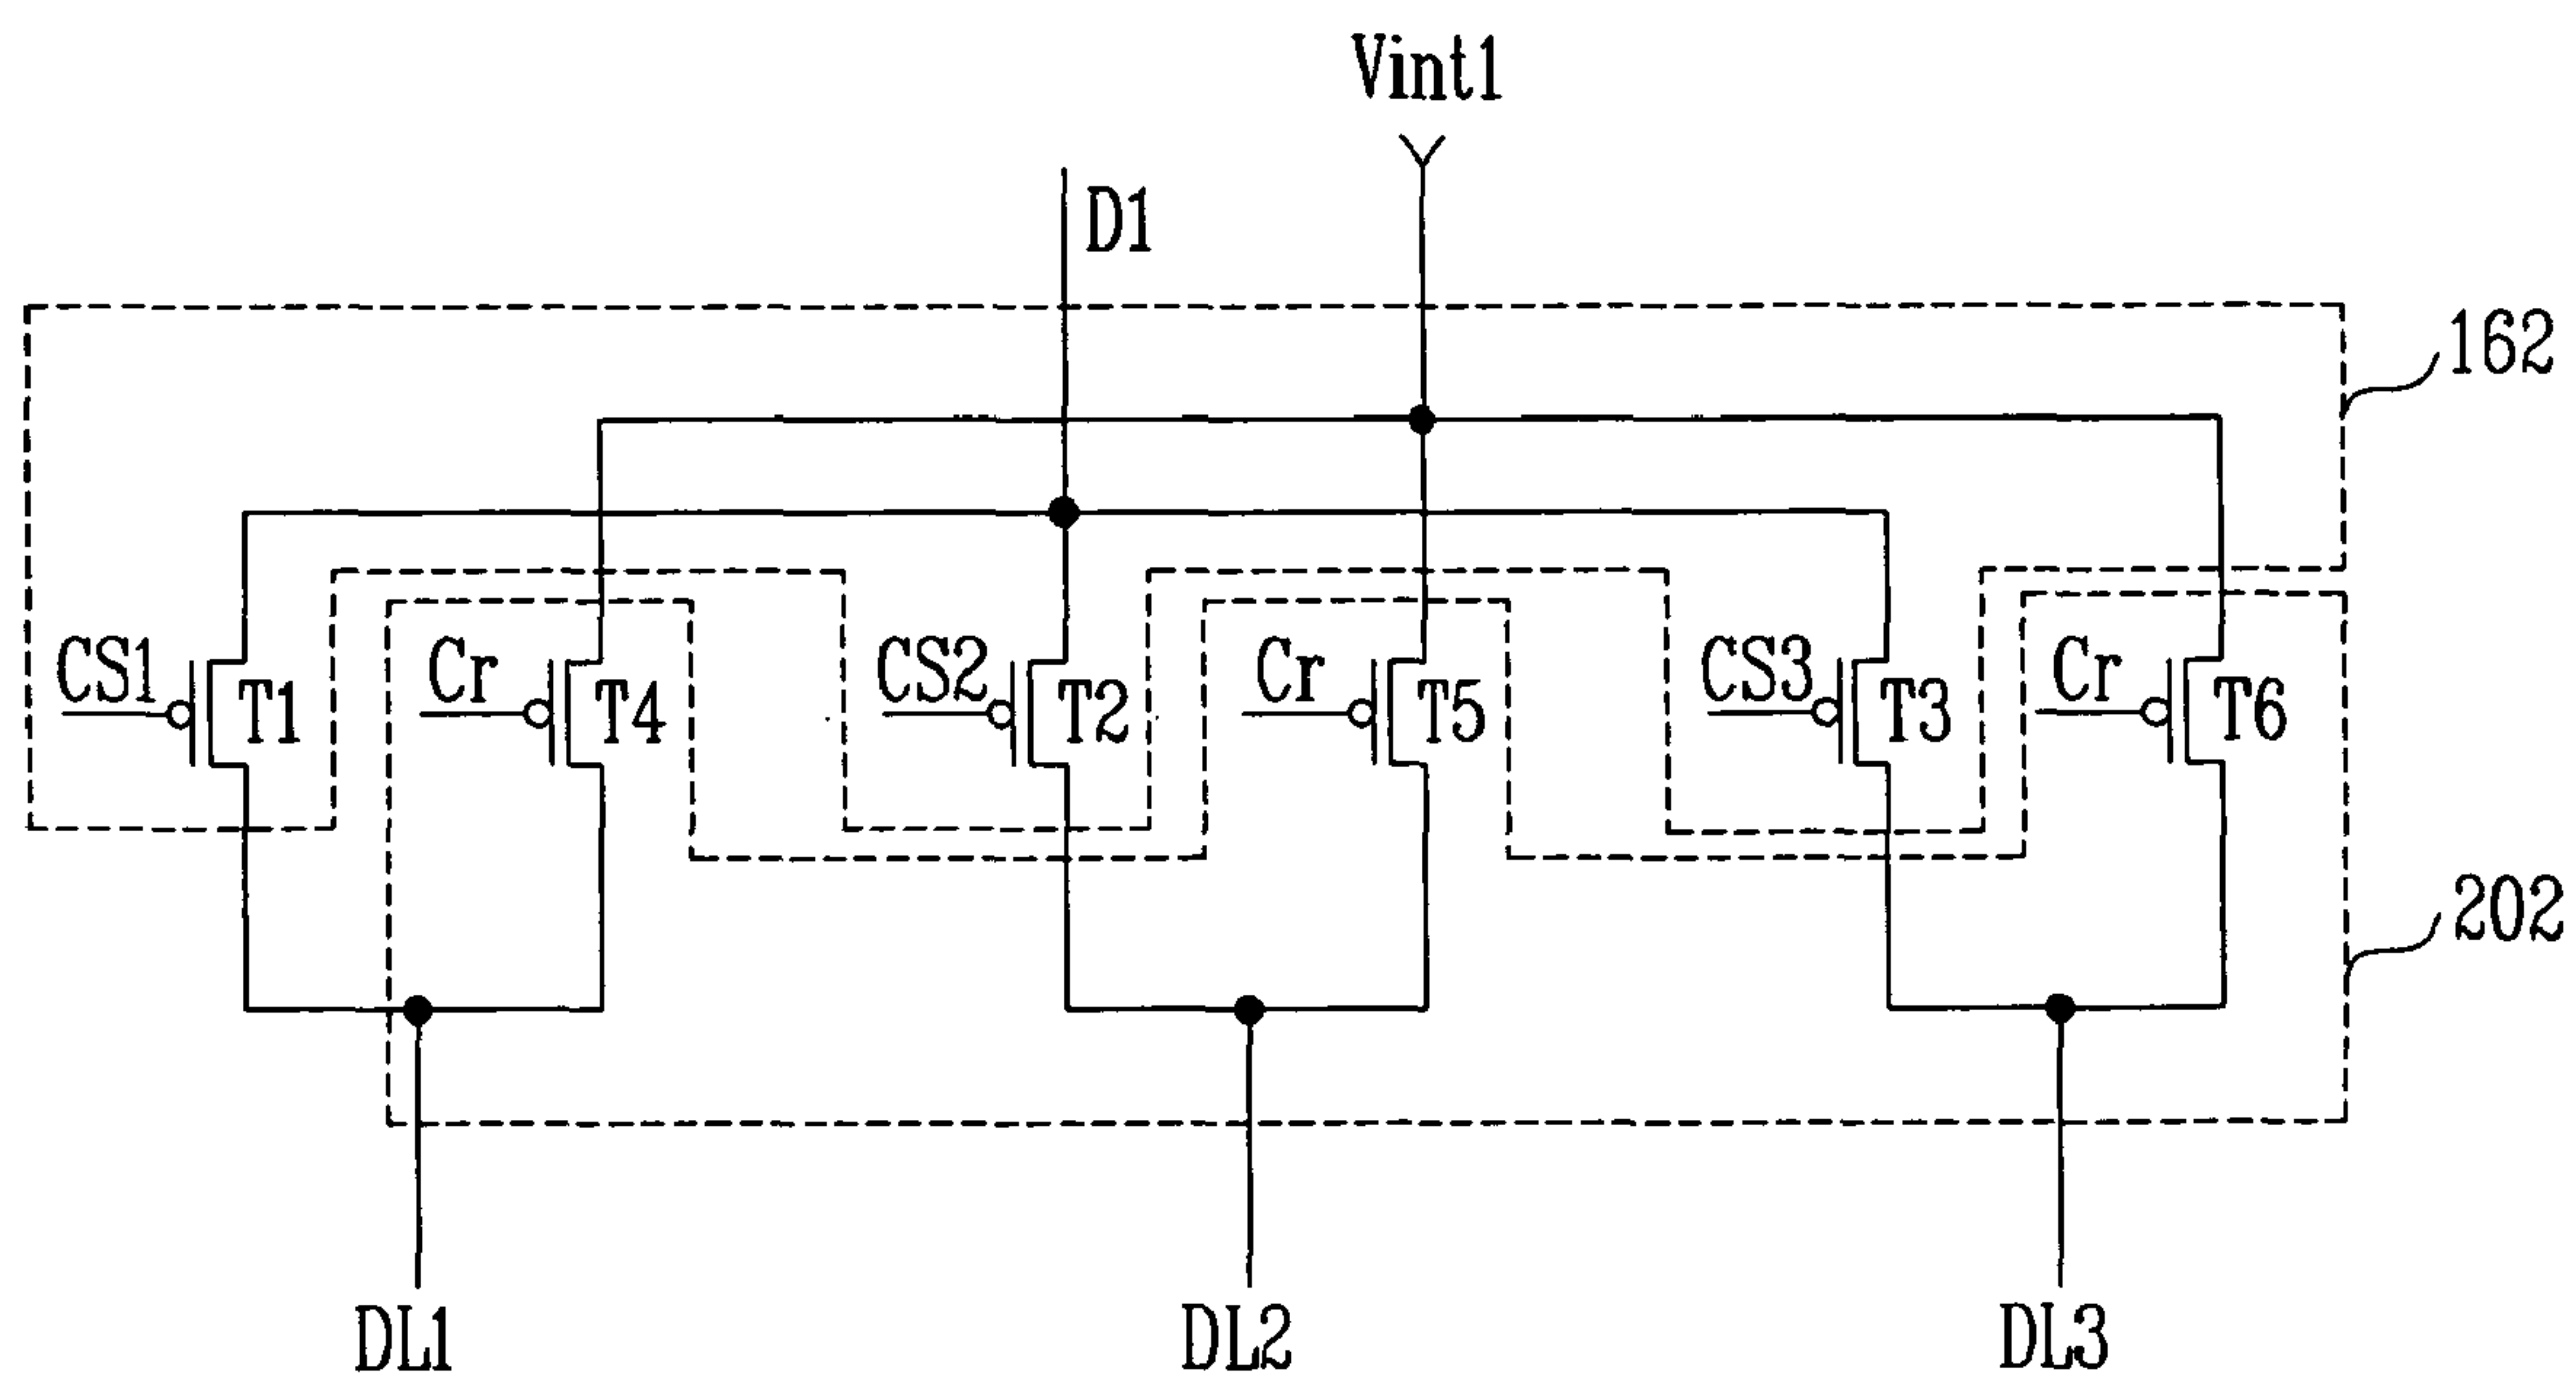 Vint1
D1
162
CS1 T1 Cr T4 CS2 T2 Cr T5 CS3 T3 Cr T6
202
DL1 DL2 DL3